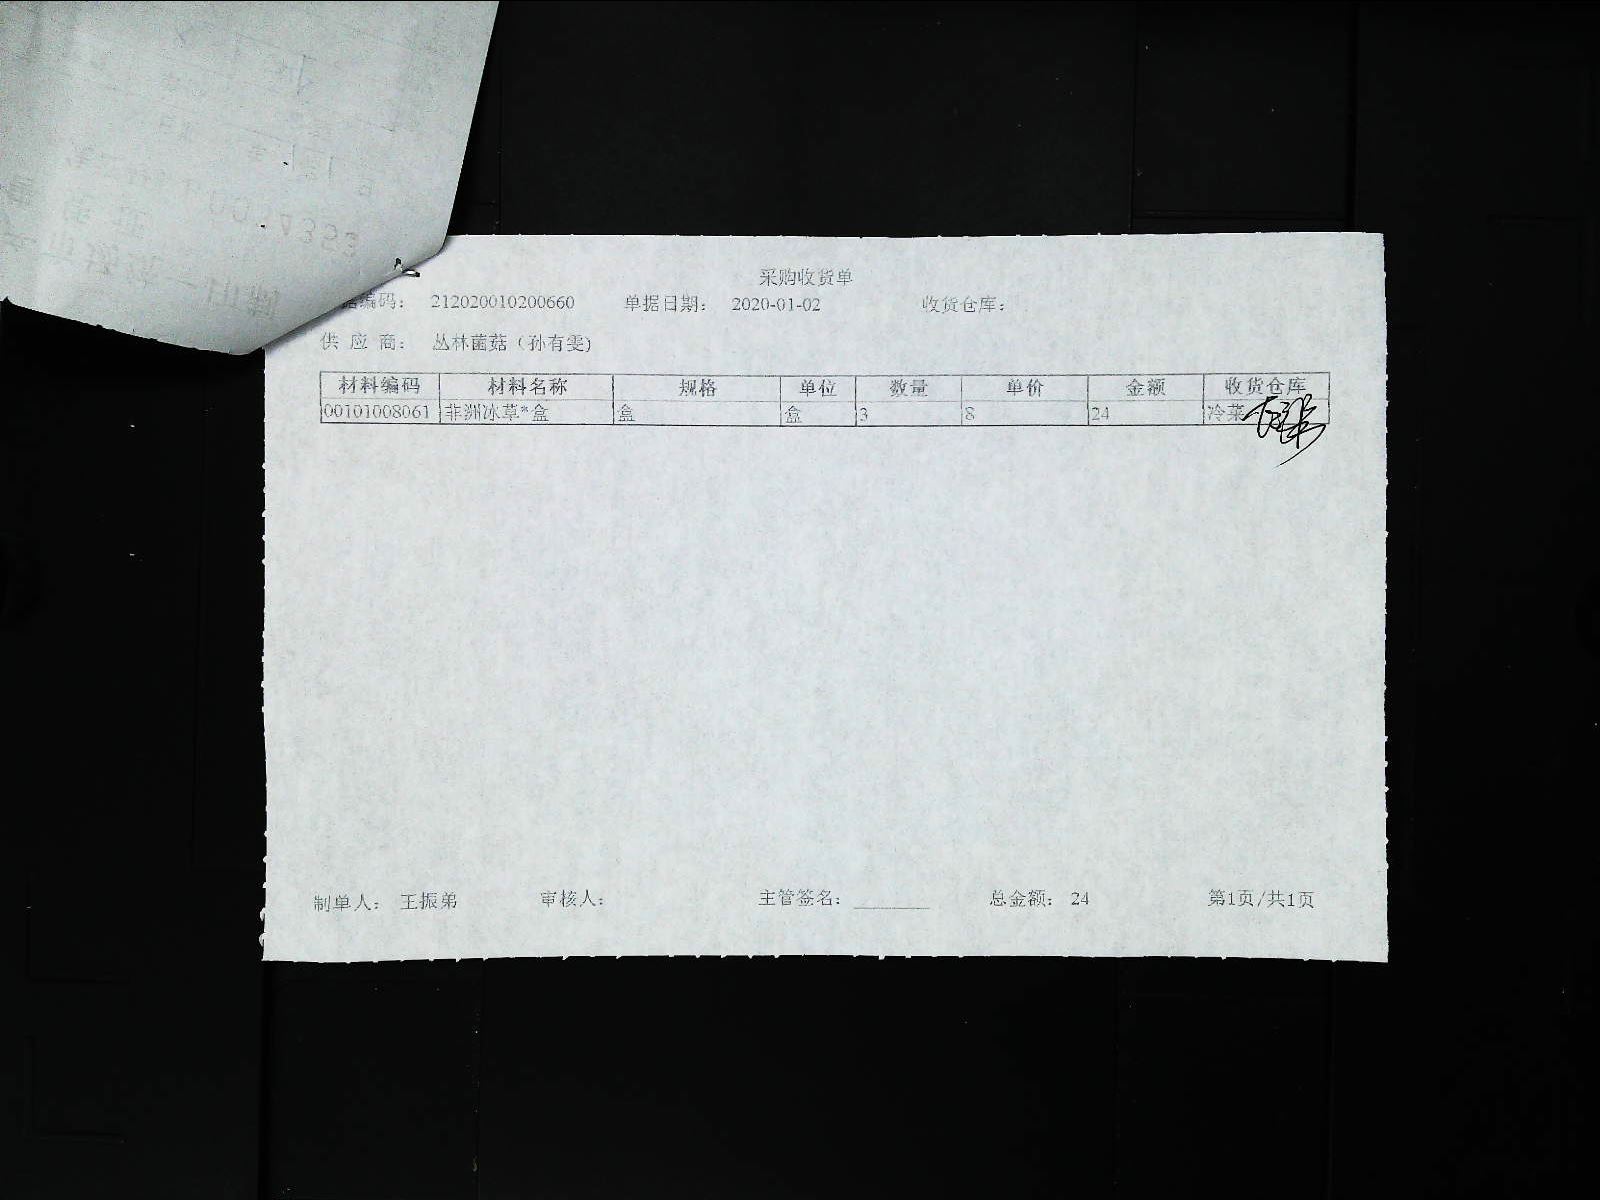 采购收货单
据编码： 212020010200660 单据日期： 2020-01-02 收货仓库：
供 应 商： 丛林菌菇（孙有雯）
材料编码 材料名称 规格 单位 数量 单价 金额 收货仓库
00101008061 非洲冰草*盒 盒 盒 3 8 24 冷菜
制单人： 王振弟 审核人： 主管签名： 总金额： 24 第1页/共1页